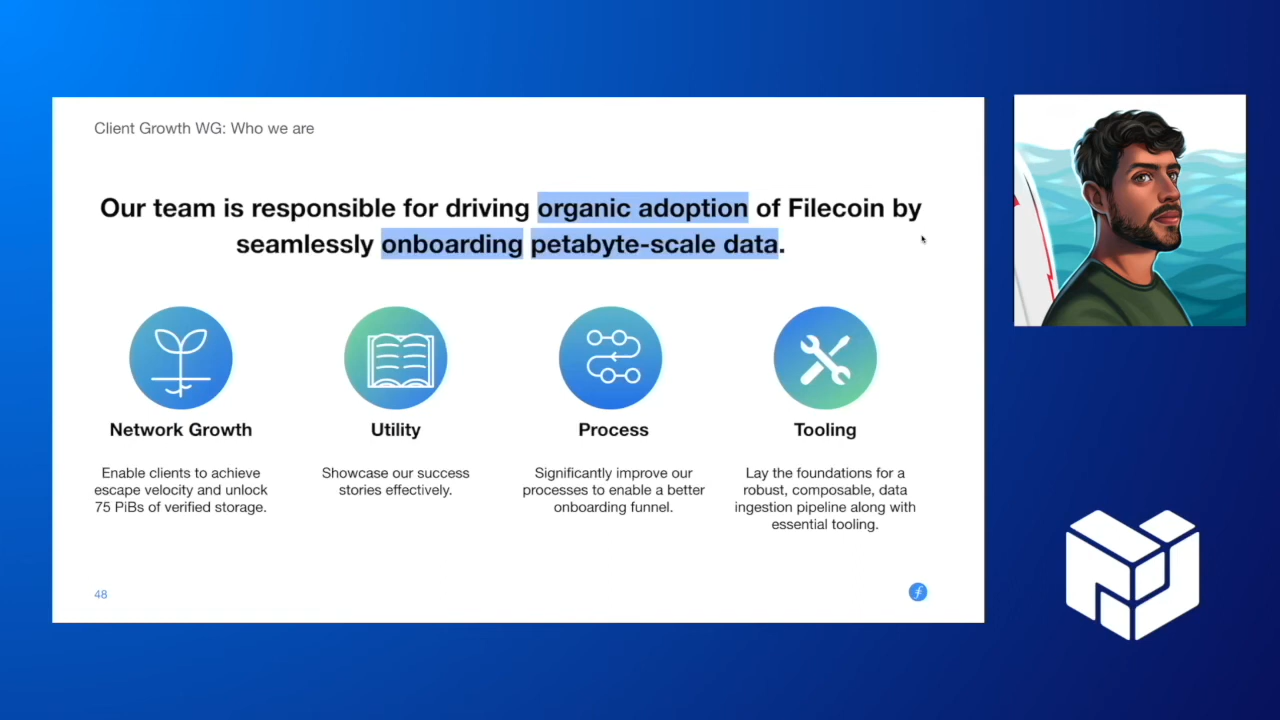 Client Growth WG: Who we are
Our team is responsible for driving organic adoption of Filecoin by
seamlessly onboarding petabyte-scale data.
Network Growth
Enable clients to achieve
escape velocity and unlock
75 PiBs of verified storage.
Utility
Showcase our success
stories effectively.
Process
Significantly improve our
processes to enable a better
onboarding funnel.
Tooling
Lay the foundations for a
robust, composable, data
ingestion pipeline along with
essential tooling.
48